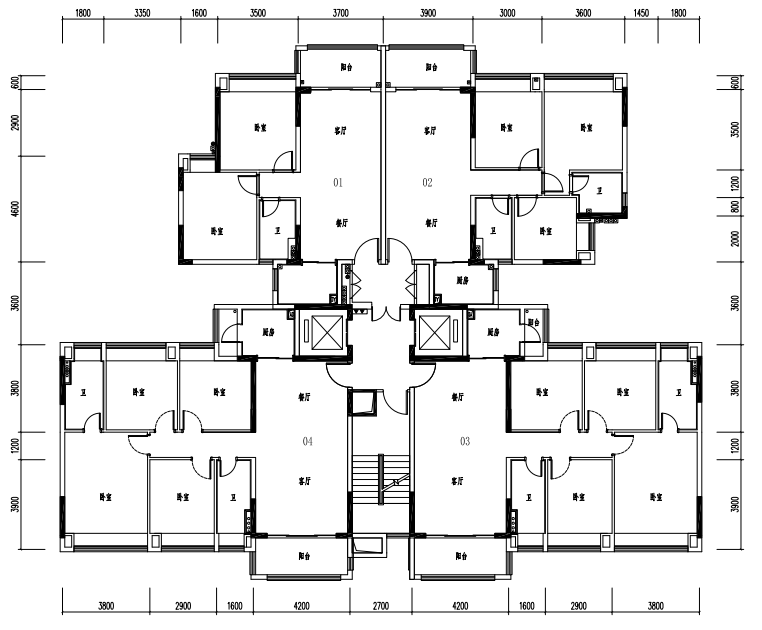 1800 3350 1600 3500 3700 3900 3000 3600 1450 1800
阳台 阳台
600 600
2900 3500
卧室 客厅 客厅 卧室 卧室
01 02
1200
卫
4600 800
卧室 卫 餐厅 餐厅 卫 卧室
2000
厨房
3600 3600
厨房 厨房 阳台
3800 3800
卫 卧室 卧室 餐厅 餐厅 卧室 卧室 卫
04 03
1200 1200
客厅 客厅
卧室 卧室 卫 卫 卧室 卧室
3900 3900
阳台 阳台
3800 2900 1600 4200 2700 4200 1600 2900 3800